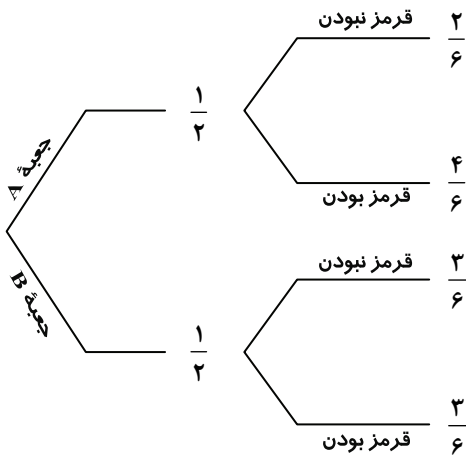 قرمز نبودن
۲/۶
۱/۲
جعبهٔ A
۴/۶
قرمز بودن
قرمز نبودن
۳/۶
جعبهٔ B
۱/۲
۳/۶
قرمز بودن